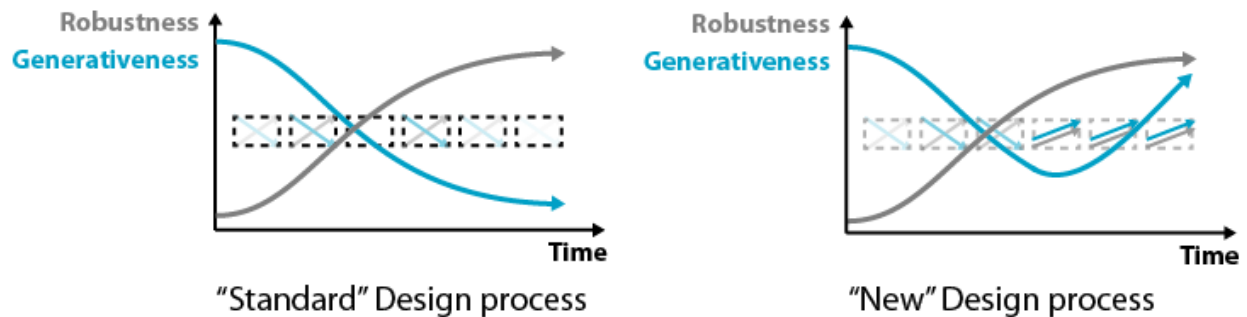 Robustness
Generativeness
Time
“Standard” Design process
Robustness
Generativeness
Time
“New” Design process